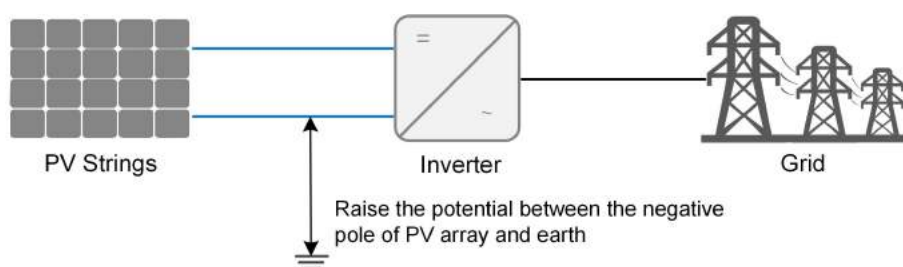 =
~
PV Strings
Inverter
Grid
Raise the potential between the negative
pole of PV array and earth